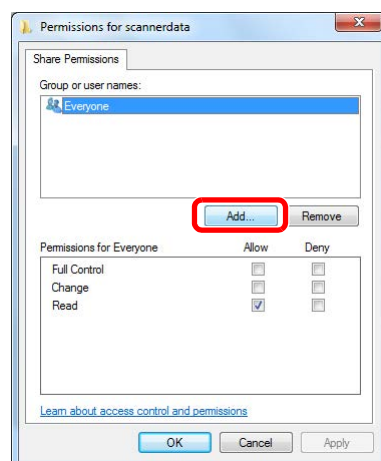 Permissions for scannerdata
Share Permissions
Group or user names:
Everyone
Add... Remove
Permissions for Everyone Allow Deny
Full Control
Change
Read
Learn about access control and permissions
OK Cancel Apply